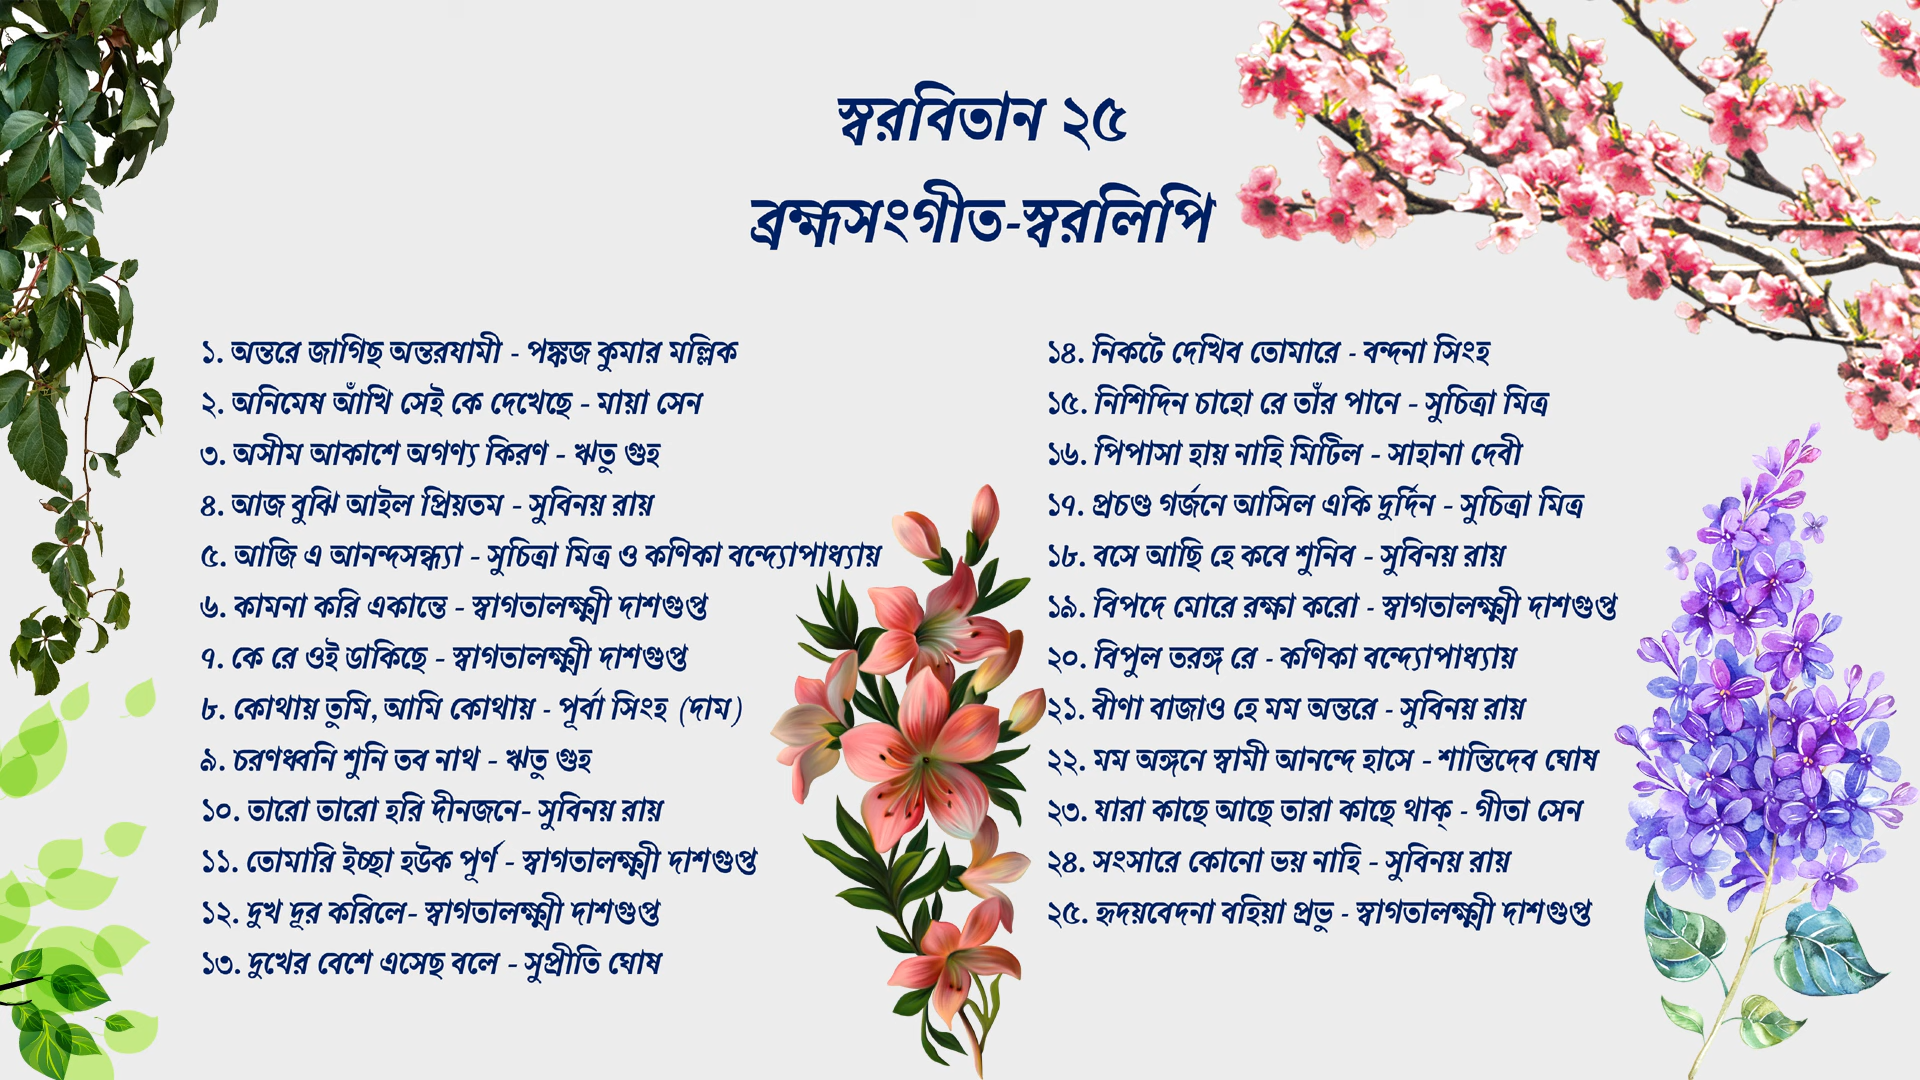 স্বরবিতান ২৫
ব্রহ্মসংগীত-স্বরলিপি
১. অন্তরে জাগিছ অন্তরযামী - পঙ্কজ কুমার মল্লিক
২. অনিমেষ আঁখি সেই কে দেখেছে - মায়া সেন
৩. অসীম আকাশে অগণ্য কিরণ - ঋতু গুহ
৪. আজ বুঝি আইল প্রিয়তম - সুবিনয় রায়
৫. আজি এ আনন্দসন্ধ্যা - সুচিত্রা মিত্র ও কণিকা বন্দ্যোপাধ্যায়
৬. কামনা করি একান্তে - স্বাগতালক্ষ্মী দাশগুপ্ত
৭. কে রে ওই ডাকিছে - স্বাগতালক্ষ্মী দাশগুপ্ত
৮. কোথায় তুমি, আমি কোথায় - পূর্বা সিংহ (দাম)
৯. চরণধ্বনি শুনি তব নাথ - ঋতু গুহ
১০. তারো তারো হরি দীনজনে- সুবিনয় রায়
১১. তোমারি ইচ্ছা হউক পূর্ণ - স্বাগতালক্ষ্মী দাশগুপ্ত
১২. দুখ দূর করিলে- স্বাগতালক্ষ্মী দাশগুপ্ত
১৩. দুখের বেশে এসেছ বলে - সুপ্রীতি ঘোষ
১৪. নিকটে দেখিব তোমারে - বন্দনা সিংহ
১৫. নিশিদিন চাহো রে তাঁর পানে - সুচিত্রা মিত্র
১৬. পিপাসা হায় নাহি মিটিল - সাহানা দেবী
১৭. প্রচণ্ড গর্জনে আসিল একি দুর্দিন - সুচিত্রা মিত্র
১৮. বসে আছি হে কবে শুনিব - সুবিনয় রায়
১৯. বিপদে মোরে রক্ষা করো - স্বাগতালক্ষ্মী দাশগুপ্ত
২০. বিপুল তরঙ্গ রে - কণিকা বন্দ্যোপাধ্যায়
২১. বীণা বাজাও হে মম অন্তরে - সুবিনয় রায়
২২. মম অঙ্গনে স্বামী আনন্দে হাসে - শান্তিদেব ঘোষ
২৩. যারা কাছে আছে তারা কাছে থাক্ - গীতা সেন
২৪. সংসারে কোনো ভয় নাহি - সুবিনয় রায়
২৫. হৃদয়বেদনা বহিয়া প্রভু - স্বাগতালক্ষ্মী দাশগুপ্ত